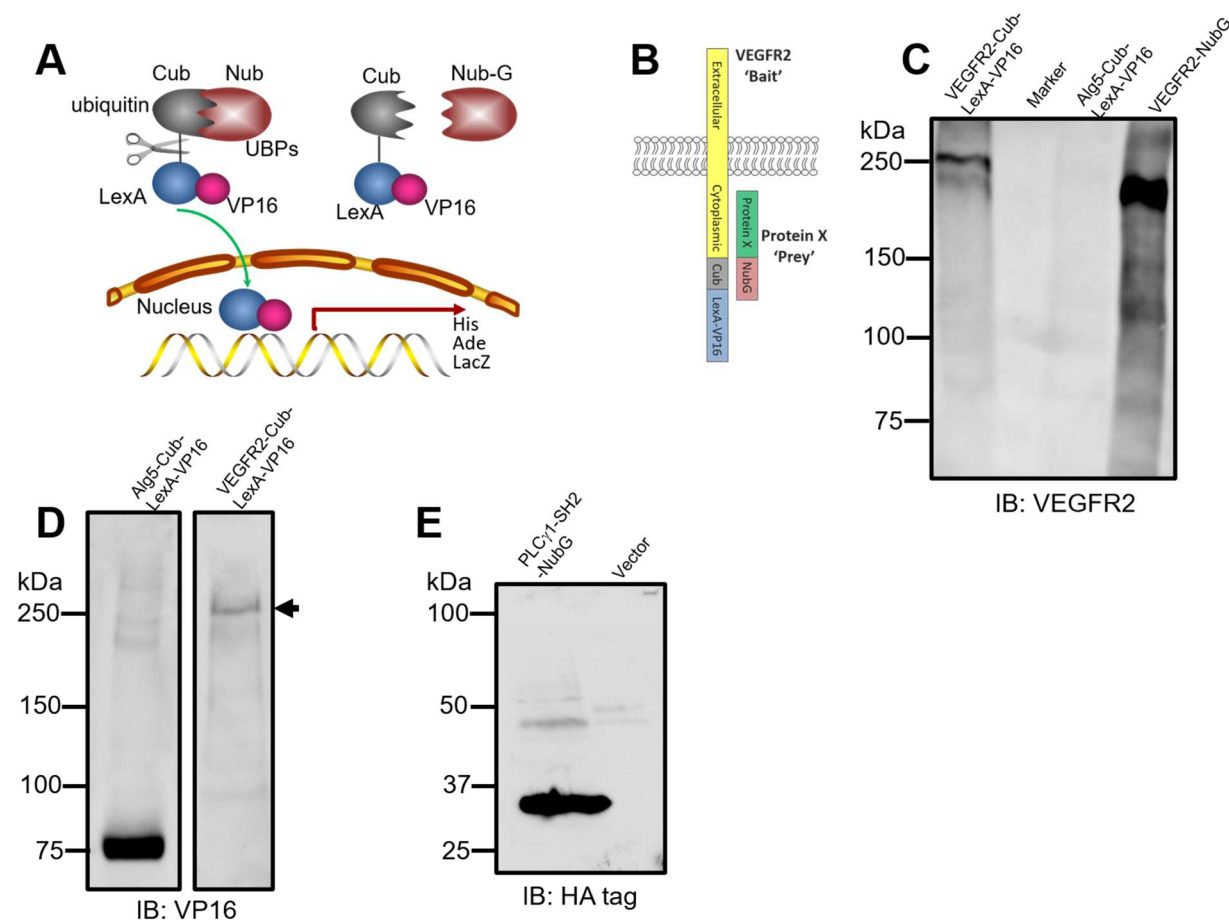 A
Cub
Nub
ubiquitin
UBPs
LexA
VP16
Cub
Nub-G
LexA
VP16
Nucleus
His
Ade
LacZ
B
VEGFR2
'Bait'
Extracellular
Cytoplasmic
Cub
LexA-VP16
Protein X
NubG
Protein X
'Prey'
C
VEGFR2-Cub-
LexA-VP16
Marker
Alg5-Cub-
LexA-VP16
VEGFR2-NubG
kDa
250
150
100
75
IB: VEGFR2
D
Alg5-Cub-
LexA-VP16
VEGFR2-Cub-
LexA-VP16
kDa
250
150
100
75
IB: VP16
E
PLCγ1-SH2
-NubG
Vector
kDa
100
50
37
25
IB: HA tag